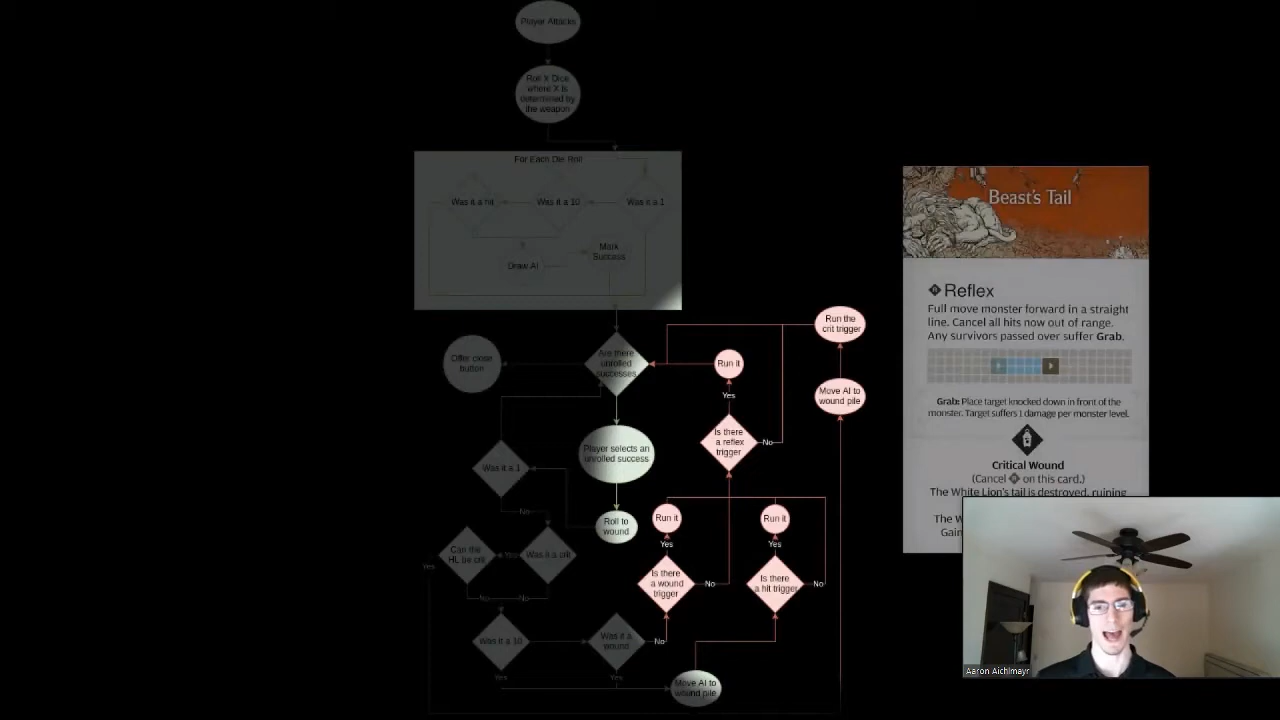 Player Attacks
Roll X Dice
where X is
determined by
the weapon
For Each Die Roll
Was it a hit
Was it a 10
Was it a 1
Mark
Success
Draw AI
Are there
unrolled
successes
Offer close
button
Player selects an
unrolled success
Roll to
wound
Was it a 1
No
Can the
HL be crit
Yes
Was it a crit
Yes
No
No
Was it a 10
Was it a
wound
No
Yes
Yes
Move AI to
wound pile
Is there
a wound
trigger
No
Yes
Run it
Is there
a hit trigger
No
Yes
Run it
Is there
a reflex
trigger
No
Yes
Run it
Run the
crit trigger
Move AI to
wound pile
Beast's Tail
Reflex
Full move monster forward in a straight
line. Cancel all hits now out of range.
Any survivors passed over suffer Grab.
Grab: Place target knocked down in front of the
monster. Target suffers 1 damage per monster level.
Critical Wound
(Cancel on this card.)
The White Lion's tail is destroyed, ruining
The W
Gain
Aaron Aichlmayr